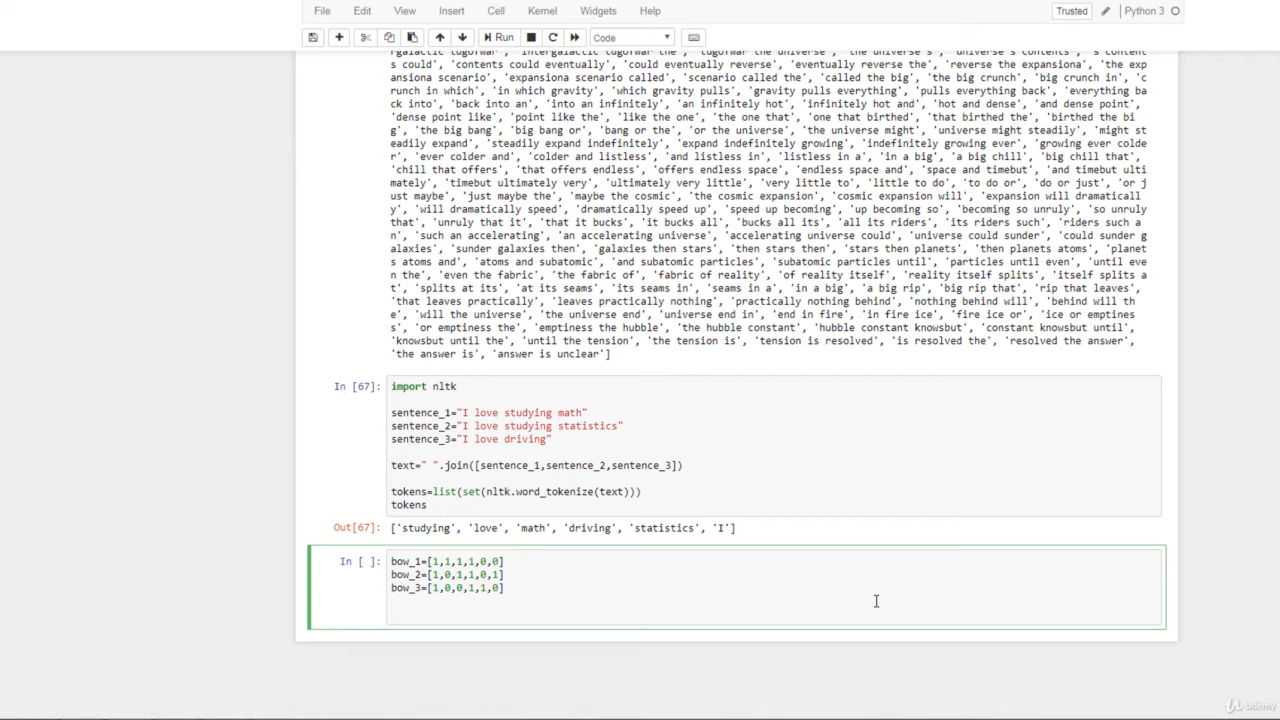 File Edit View Insert Cell Kernel Widgets Help Trusted Python 3
Run Code
rgalactic tugofwar', 'intergalactic tugofwar the', 'tugofwar the universe', 'the universe s', 'universe s contents', 's content
s could', 'contents could eventually', 'could eventually reverse', 'eventually reverse the', 'reverse the expansiona', 'the exp
ansiona scenario', 'expansiona scenario called', 'scenario called the', 'called the big', 'the big crunch', 'big crunch in', 'c
runch in which', 'in which gravity', 'which gravity pulls', 'gravity pulls everything', 'pulls everything back', 'everything ba
ck into', 'back into an', 'into an infinitely', 'an infinitely hot', 'infinitely hot and', 'hot and dense', 'and dense point',
'dense point like', 'point like the', 'like the one', 'the one that', 'one that birthed', 'that birthed the', 'birthed the bi
g', 'the big bang', 'big bang or', 'bang or the', 'or the universe', 'the universe might', 'universe might steadily', 'might st
eadily expand', 'steadily expand indefinitely', 'expand indefinitely growing', 'indefinitely growing ever', 'growing ever colde
r', 'ever colder and', 'colder and listless', 'and listless in', 'listless in a', 'in a big', 'a big chill', 'big chill that',
'chill that offers', 'that offers endless', 'offers endless space', 'endless space and', 'space and timebut', 'and timebut ulti
mately', 'timebut ultimately very', 'ultimately very little', 'very little to', 'little to do', 'to do or', 'do or just', 'or j
ust maybe', 'just maybe the', 'maybe the cosmic', 'the cosmic expansion', 'cosmic expansion will', 'expansion will dramaticall
y', 'will dramatically speed', 'dramatically speed up', 'speed up becoming', 'up becoming so', 'becoming so unruly', 'so unruly
that', 'unruly that it', 'that it bucks', 'it bucks all', 'bucks all its', 'all its riders', 'its riders such', 'riders such a
n', 'such an accelerating', 'an accelerating universe', 'accelerating universe could', 'universe could sunder', 'could sunder g
alaxies', 'sunder galaxies then', 'galaxies then stars', 'then stars then', 'stars then planets', 'then planets atoms', 'planet
s atoms and', 'atoms and subatomic', 'and subatomic particles', 'subatomic particles until', 'particles until even', 'until eve
n the', 'even the fabric', 'the fabric of', 'fabric of reality', 'of reality itself', 'reality itself splits', 'itself splits a
t', 'splits at its', 'at its seams', 'its seams in', 'seams in a', 'in a big', 'a big rip', 'big rip that', 'rip that leaves',
'that leaves practically', 'leaves practically nothing', 'practically nothing behind', 'nothing behind will', 'behind will th
e', 'will the universe', 'the universe end', 'universe end in', 'end in fire', 'in fire ice', 'fire ice or', 'ice or emptines
s', 'or emptiness the', 'emptiness the hubble', 'the hubble constant', 'hubble constant knowsbut', 'constant knowsbut until',
'knowsbut until the', 'until the tension', 'the tension is', 'tension is resolved', 'is resolved the', 'resolved the answer',
'the answer is', 'answer is unclear']
In [67]: import nltk
sentence_1="I love studying math"
sentence_2="I love studying statistics"
sentence_3="I love driving"
text=" ".join([sentence_1,sentence_2,sentence_3])
tokens=list(set(nltk.word_tokenize(text)))
tokens
Out[67]: ['studying', 'love', 'math', 'driving', 'statistics', 'I']
In [ ]: bow_1=[1,1,1,1,0,0]
bow_2=[1,0,1,1,0,1]
bow_3=[1,0,0,1,1,0]
Udemy